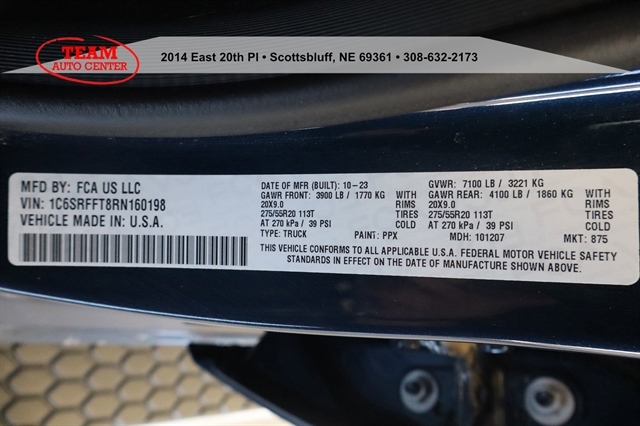 TEAM
AUTO CENTER
2014 East 20th Pl • Scottsbluff, NE 69361 • 308-632-2173
MFD BY: FCA US LLC
VIN: 1C6SRFFT8RN160198
VEHICLE MADE IN U.S.A.
DATE OF MFR (BUILT): 10-23
GAWR FRONT: 3900 LB / 1770 KG
20X9.0 RIMS
275/55R20 113T TIRES
AT 270 kPa / 39 PSI COLD
TYPE: TRUCK PAINT: PPX
GVWR: 7100 LB / 3221 KG
GAWR REAR: 4100 LB / 1860 KG
20X9.0 RIMS
275/55R20 113T TIRES
AT 270 kPa / 39 PSI COLD
MDH: 101207 MKT: 875
THIS VEHICLE CONFORMS TO ALL APPLICABLE U.S.A. FEDERAL MOTOR VEHICLE SAFETY
STANDARDS IN EFFECT ON THE DATE OF MANUFACTURE SHOWN ABOVE.